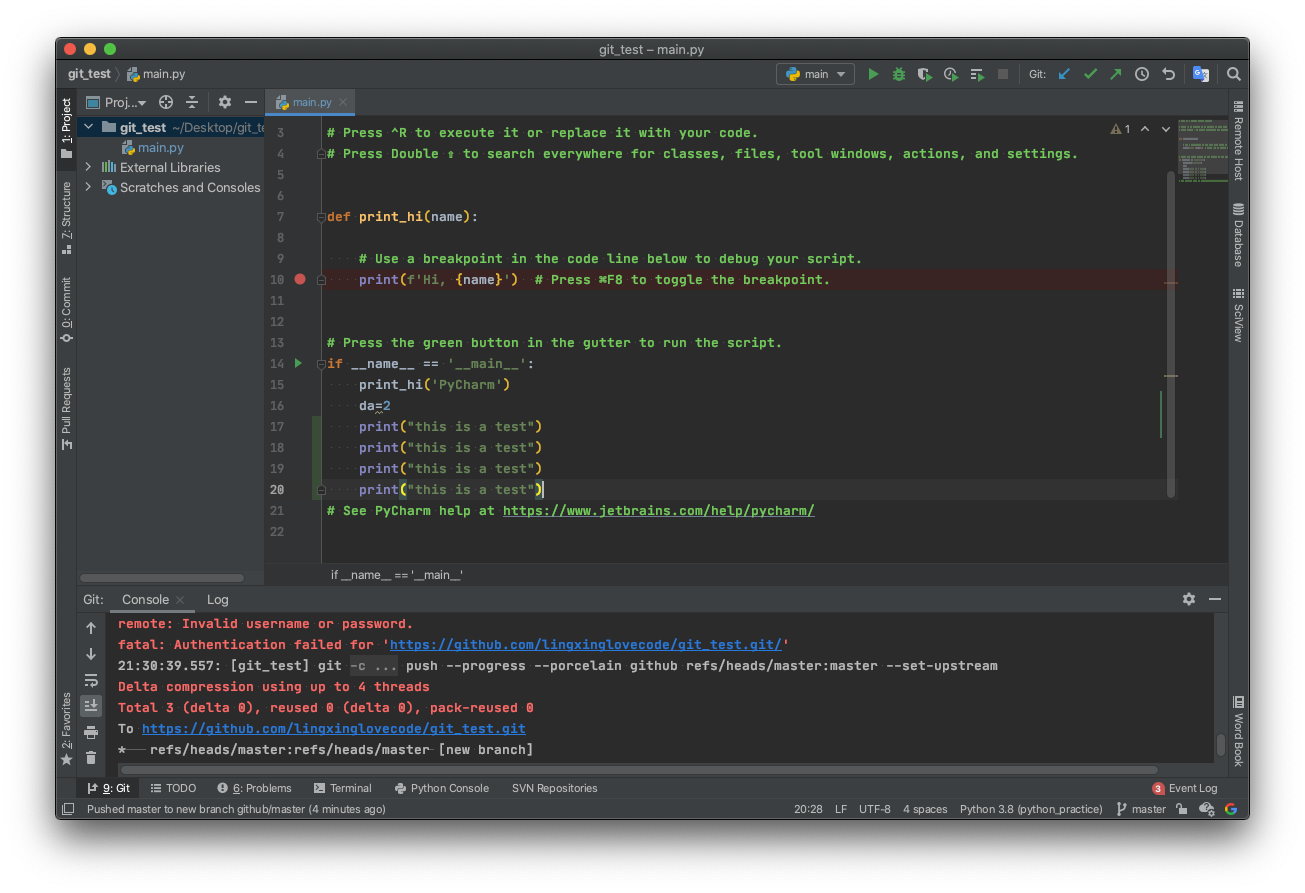 git_test – main.py
git_test main.py main Git:
1: Project
Z: Structure
0: Commit
Pull Requests
2: Favorites
Proj...
git_test ~/Desktop/git_te
main.py
External Libraries
Scratches and Consoles
main.py
1
3 # Press ^R to execute it or replace it with your code.
4 # Press Double ⇧ to search everywhere for classes, files, tool windows, actions, and settings.
5
6
7 def print_hi(name):
8
9 # Use a breakpoint in the code line below to debug your script.
10 print(f'Hi, {name}') # Press ⌘F8 to toggle the breakpoint.
11
12
13 # Press the green button in the gutter to run the script.
14 if __name__ == '__main__':
15 print_hi('PyCharm')
16 da=2
17 print("this is a test")
18 print("this is a test")
19 print("this is a test")
20 print("this is a test")
21 # See PyCharm help at https://www.jetbrains.com/help/pycharm/
22
if __name__ == '__main__'
Remote Host
Database
SciView
Word Book
Git: Console Log
remote: Invalid username or password.
fatal: Authentication failed for 'https://github.com/lingxinglovecode/git_test.git/'
21:30:39.557: [git_test] git -c ... push --progress --porcelain github refs/heads/master:master --set-upstream
Delta compression using up to 4 threads
Total 3 (delta 0), reused 0 (delta 0), pack-reused 0
To https://github.com/lingxinglovecode/git_test.git
* refs/heads/master:refs/heads/master [new branch]
9: Git TODO 6: Problems Terminal Python Console SVN Repositories 3 Event Log
Pushed master to new branch github/master (4 minutes ago) 20:28 LF UTF-8 4 spaces Python 3.8 (python_practice) master